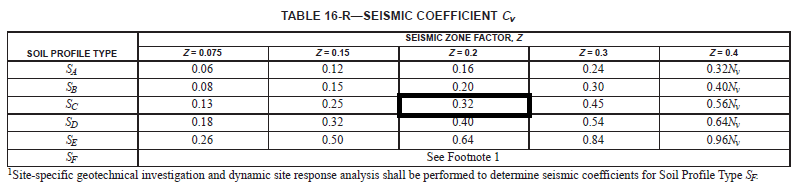 TABLE 16-R—SEISMIC COEFFICIENT Cv
SEISMIC ZONE FACTOR, Z
SOIL PROFILE TYPE Z = 0.075 Z = 0.15 Z = 0.2 Z = 0.3 Z = 0.4
SA 0.06 0.12 0.16 0.24 0.32Nv
SB 0.08 0.15 0.20 0.30 0.40Nv
SC 0.13 0.25 0.32 0.45 0.56Nv
SD 0.18 0.32 0.40 0.54 0.64Nv
SE 0.26 0.50 0.64 0.84 0.96Nv
SF See Footnote 1
1Site-specific geotechnical investigation and dynamic site response analysis shall be performed to determine seismic coefficients for Soil Profile Type SF.